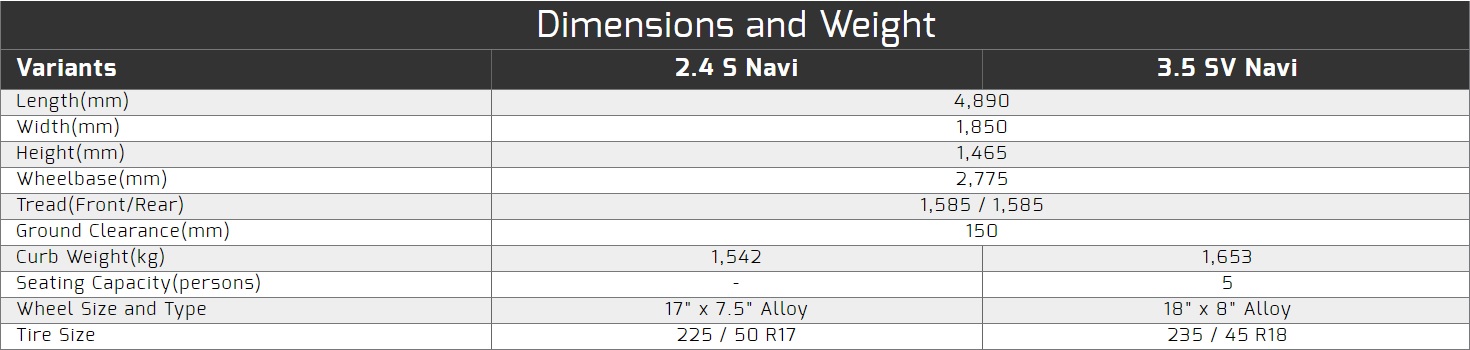 Dimensions and Weight
Variants 2.4 S Navi 3.5 SV Navi
Length(mm) 4,890
Width(mm) 1,850
Height(mm) 1,465
Wheelbase(mm) 2,775
Tread(Front/Rear) 1,585 / 1,585
Ground Clearance(mm) 150
Curb Weight(kg) 1,542 1,653
Seating Capacity(persons) - 5
Wheel Size and Type 17" x 7.5" Alloy 18" x 8" Alloy
Tire Size 225 / 50 R17 235 / 45 R18